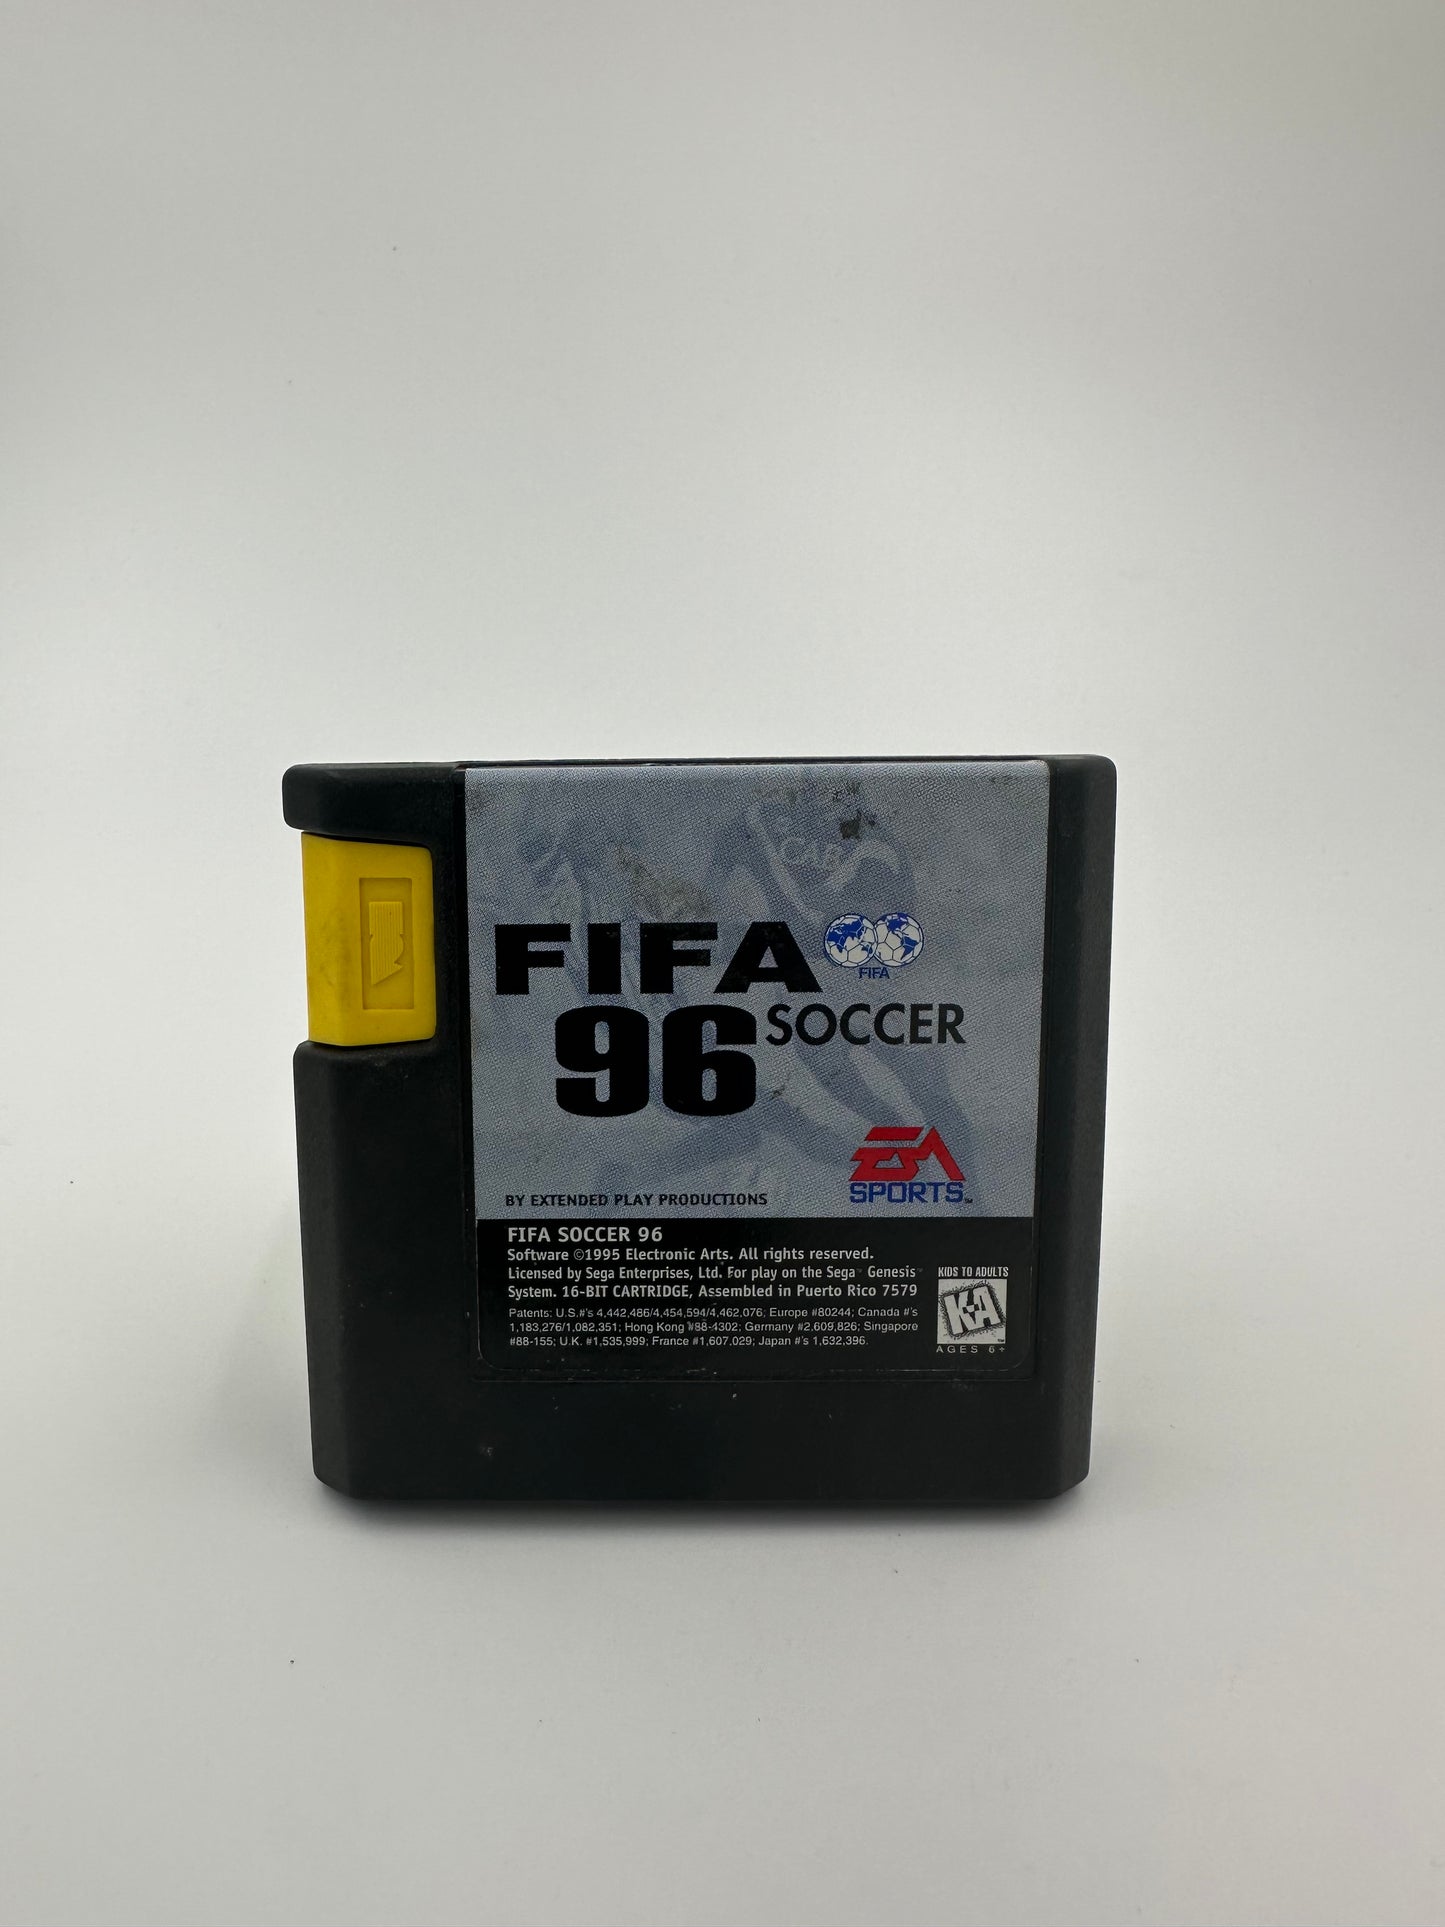 CAB
FIFA
FIFA
96 SOCCER
EA
SPORTS
BY EXTENDED PLAY PRODUCTIONS
FIFA SOCCER 96
Software ©1995 Electronic Arts. All rights reserved.
Licensed by Sega Enterprises, Ltd. For play on the Sega™ Genesis™
System. 16-BIT CARTRIDGE, Assembled in Puerto Rico 7579
Patents: U.S.#'s 4,442,486/4,454,594/4,462,076; Europe #80244; Canada #'s
1,183,276/1,082,351; Hong Kong #88-4302; Germany #2,609,826; Singapore
#88-155; U.K. #1,535,999; France #1,607,029; Japan #'s 1,632,396.
KIDS TO ADULTS
K-A
AGES 6+